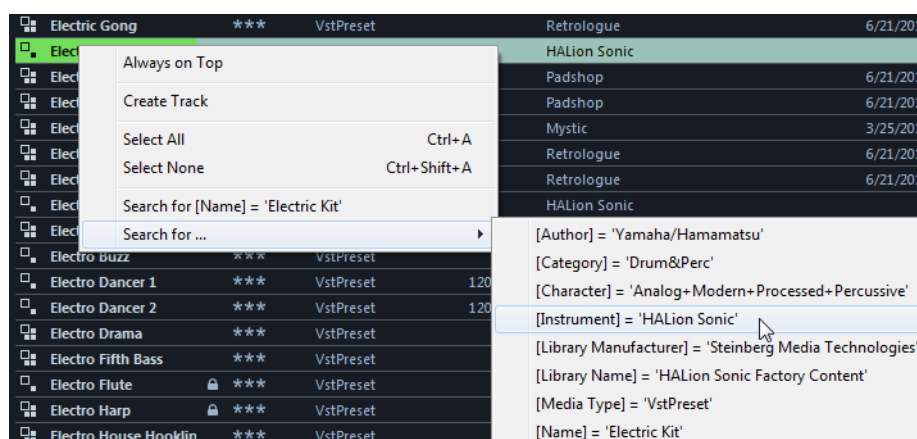 Electric Gong *** VstPreset Retrologue 6/21/20
Elect HALion Sonic
Elect Padshop 6/21/20
Elect Padshop 6/21/20
Elect Mystic 3/25/20
Elect Retrologue 6/21/20
Elect Retrologue 6/21/20
Elect HALion Sonic
Elect
Always on Top
Create Track
Select All Ctrl+A
Select None Ctrl+Shift+A
Search for [Name] = 'Electric Kit'
Search for ...
Electro Buzz *** VstPreset
Electro Dancer 1 *** VstPreset 120
Electro Dancer 2 *** VstPreset 120
Electro Drama *** VstPreset
Electro Fifth Bass *** VstPreset
Electro Flute *** VstPreset
Electro Harp *** VstPreset
Electro House Hooklin *** VstPreset
[Author] = 'Yamaha/Hamamatsu'
[Category] = 'Drum&Perc'
[Character] = 'Analog+Modern+Processed+Percussive'
[Instrument] = 'HALion Sonic'
[Library Manufacturer] = 'Steinberg Media Technologies'
[Library Name] = 'HALion Sonic Factory Content'
[Media Type] = 'VstPreset'
[Name] = 'Electric Kit'